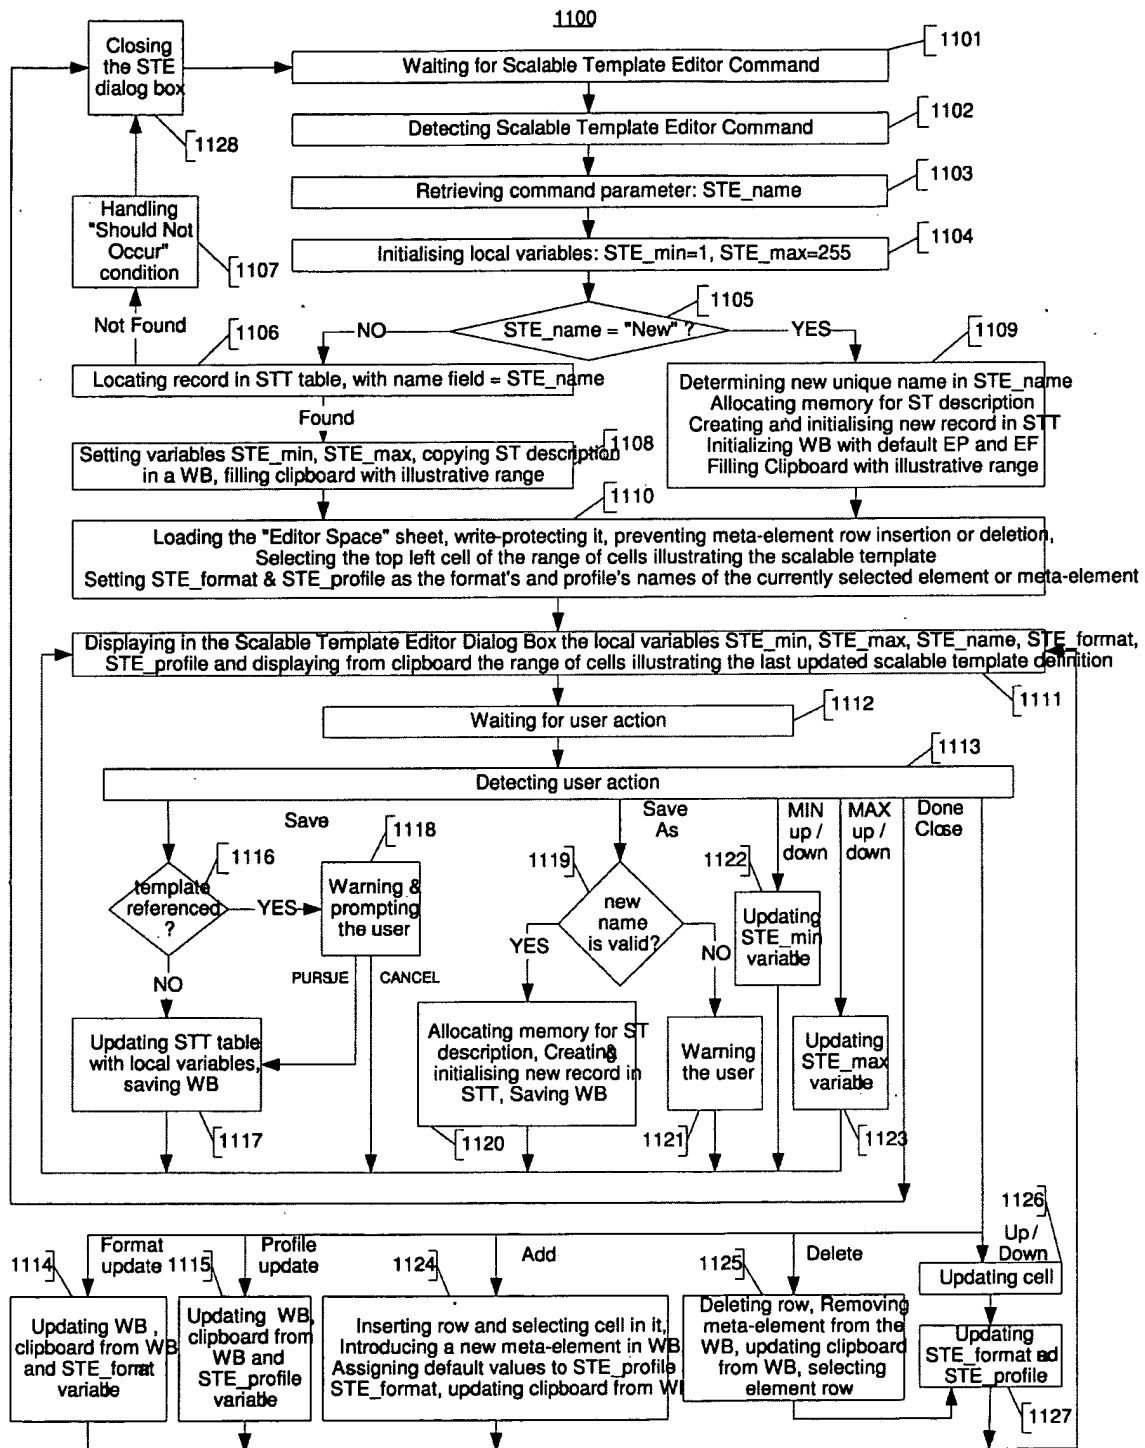 1100
Closing
the STE
dialog box
1101
Waiting for Scalable Template Editor Command
1102
Detecting Scalable Template Editor Command
1128
1103
Retrieving command parameter: STE_name
Handling
"Should Not
Occur"
condition
1104
Initialising local variables: STE_min=1, STE_max=255
1107
1105
Not Found
1106
NO
STE_name = "New" ?
YES
1109
Locating record in STT table, with name field = STE_name
Determining new unique name in STE_name
Allocating memory for ST description
Creating and initialising new record in STT
Initializing WB with default EP and EF
Filling Clipboard with illustrative range
Found
1108
Setting variables STE_min, STE_max, copying ST description
in a WB, filling clipboard with illustrative range
1110
Loading the "Editor Space" sheet, write-protecting it, preventing meta-element row insertion or deletion,
Selecting the top left cell of the range of cells illustrating the scalable template
Setting STE_format & STE_profile as the format's and profile's names of the currently selected element or meta-element
Displaying in the Scalable Template Editor Dialog Box the local variables STE_min, STE_max, STE_name, STE_format,
STE_profile and displaying from clipboard the range of cells illustrating the last updated scalable template definition
1111
1112
Waiting for user action
1113
Detecting user action
Save
Save
As
MIN
up /
down
MAX
up /
down
Done
Close
1116
template
referenced
?
YES
1118
Warning &
prompting
the user
1119
new
name
is valid?
1122
Updating
STE_min
variable
YES
NO
NO
PURSUE
CANCEL
Updating STT table
with local variables,
saving WB
Allocating memory for ST
description, Creating &
initialising new record in
STT, Saving WB
Warning
the user
Updating
STE_max
variable
1117
1120
1121
1123
1126
Format
update
Profile
update
Add
Delete
Up /
Down
1114
1115
1124
1125
Updating cell
Updating WB ,
clipboard from WB
and STE_format
variable
Updating WB,
clipboard from
WB and
STE_profile
variable
Inserting row and selecting cell in it,
Introducing a new meta-element in WB
Assigning default values to STE_profile
STE_format, updating clipboard from WB
Deleting row, Removing
meta-element from the
WB, updating clipboard
from WB, selecting
element row
Updating
STE_format and
STE_profile
1127